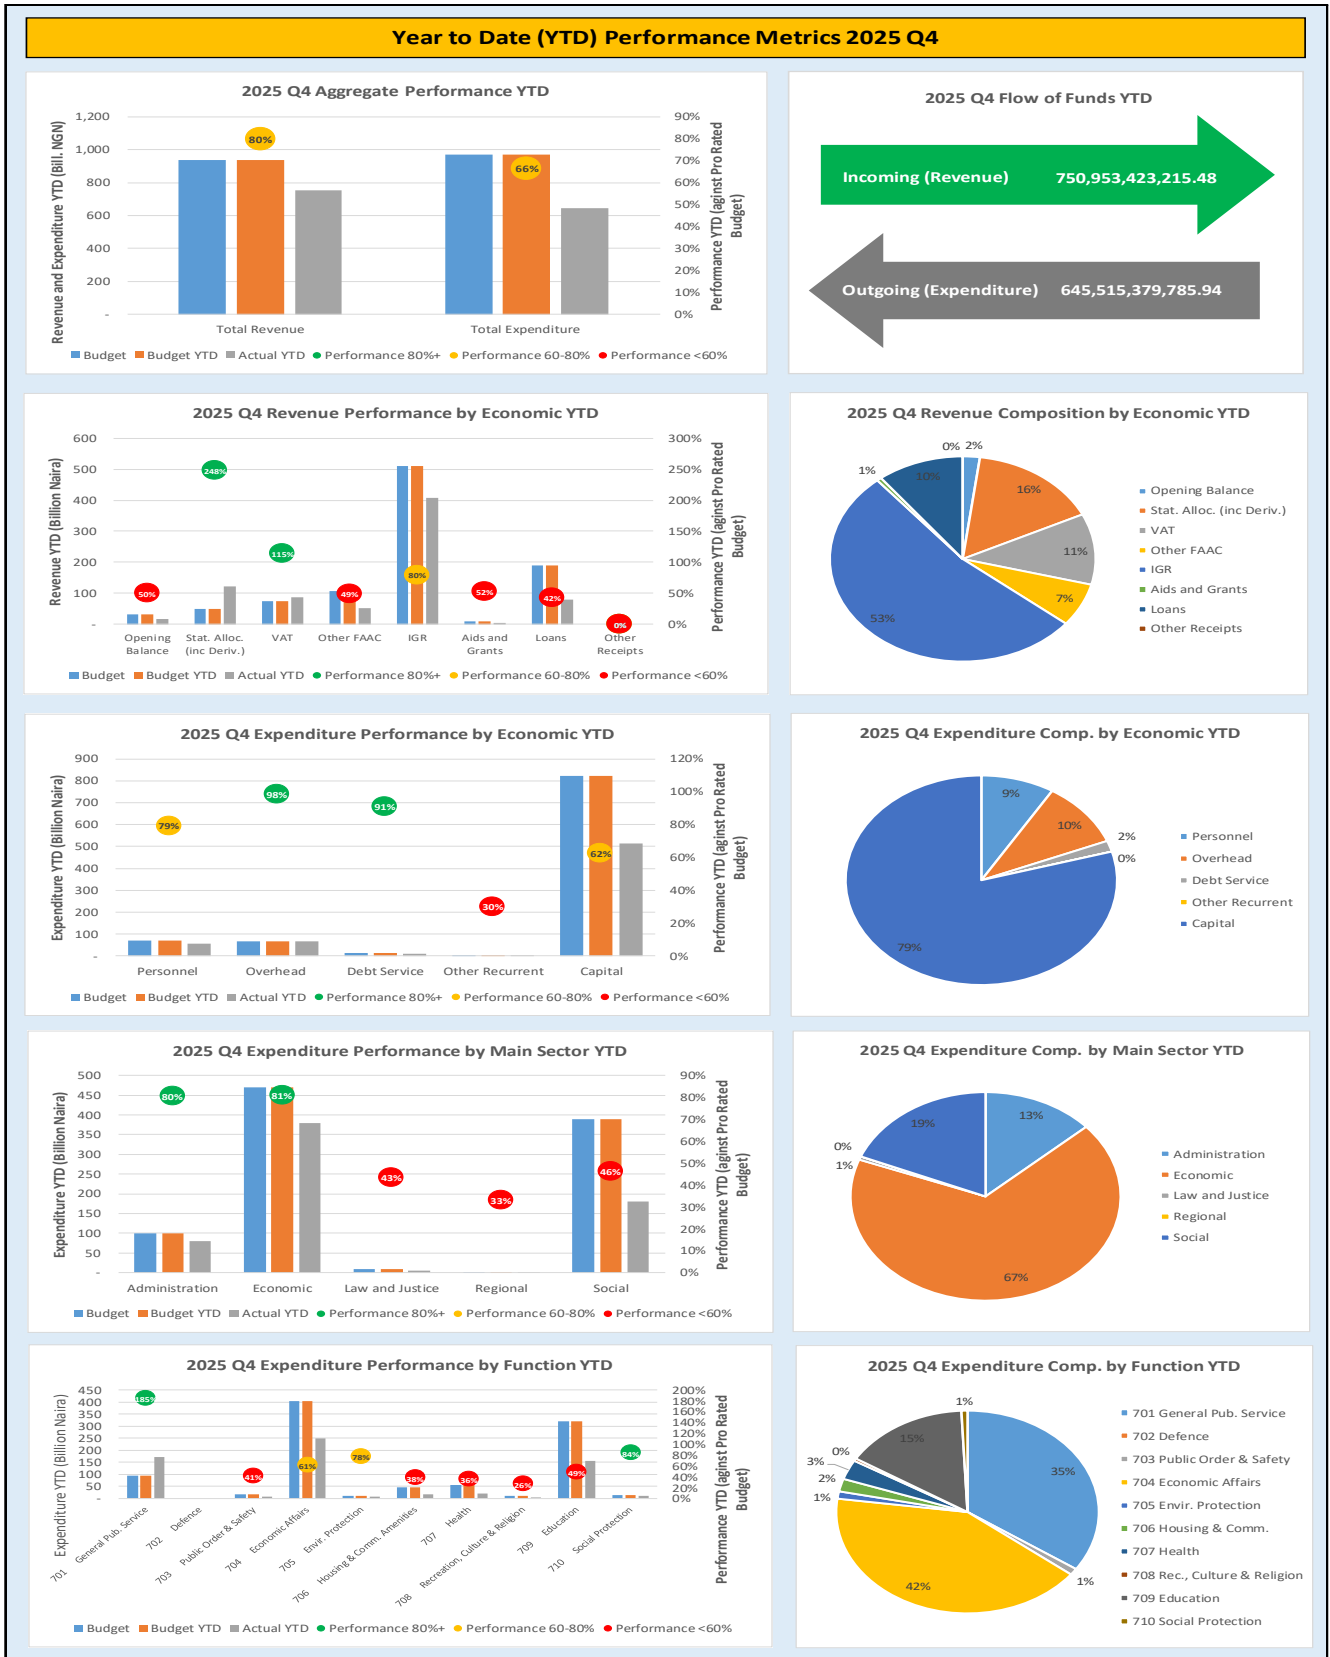 Year to Date (YTD) Performance Metrics 2025 Q4
2025 Q4 Aggregate Performance YTD
Revenue and Expenditure YTD (Bill. NGN)
1,200
1,000
800
600
400
200
-
80%
66%
90%
80%
70%
60%
50%
40%
30%
20%
10%
0%
Performance YTD (aginst Pro Rated Budget)
Total Revenue
Total Expenditure
Budget Budget YTD Actual YTD Performance 80%+ Performance 60-80% Performance <60%
2025 Q4 Flow of Funds YTD
Incoming (Revenue) 750,953,423,215.48
Outgoing (Expenditure) 645,515,379,785.94
2025 Q4 Revenue Performance by Economic YTD
Revenue YTD (Billion Naira)
600
500
400
300
200
100
-
50%
248%
115%
49%
80%
52%
42%
0%
300%
250%
200%
150%
100%
50%
0%
Performance YTD (aginst Pro Rated Budget)
Opening Balance
Stat. Alloc. (inc Deriv.)
VAT
Other FAAC
IGR
Aids and Grants
Loans
Other Receipts
Budget Budget YTD Actual YTD Performance 80%+ Performance 60-80% Performance <60%
2025 Q4 Revenue Composition by Economic YTD
0% 2%
16%
11%
7%
53%
1%
10%
Opening Balance
Stat. Alloc. (inc Deriv.)
VAT
Other FAAC
IGR
Aids and Grants
Loans
Other Receipts
2025 Q4 Expenditure Performance by Economic YTD
Expenditure YTD (Billion Naira)
900
800
700
600
500
400
300
200
100
-
79%
98%
91%
30%
62%
120%
100%
80%
60%
40%
20%
0%
Performance YTD (aginst Pro Rated Budget)
Personnel
Overhead
Debt Service
Other Recurrent
Capital
Budget Budget YTD Actual YTD Performance 80%+ Performance 60-80% Performance <60%
2025 Q4 Expenditure Comp. by Economic YTD
9%
10%
2%
0%
79%
Personnel
Overhead
Debt Service
Other Recurrent
Capital
2025 Q4 Expenditure Performance by Main Sector YTD
Expenditure YTD (Billion Naira)
500
450
400
350
300
250
200
150
100
50
-
80%
81%
43%
33%
46%
90%
80%
70%
60%
50%
40%
30%
20%
10%
0%
Performance YTD (aginst Pro Rated Budget)
Administration
Economic
Law and Justice
Regional
Social
Budget Budget YTD Actual YTD Performance 80%+ Performance 60-80% Performance <60%
2025 Q4 Expenditure Comp. by Main Sector YTD
13%
67%
1%
0%
19%
Administration
Economic
Law and Justice
Regional
Social
2025 Q4 Expenditure Performance by Function YTD
Expenditure YTD (Billion Naira)
450
400
350
300
250
200
150
100
50
-
185%
41%
61%
78%
38%
36%
26%
49%
84%
200%
180%
160%
140%
120%
100%
80%
60%
40%
20%
0%
Performance YTD (aginst Pro Rated Budget)
701 General Pub. Service
702 Defence
703 Public Order & Safety
704 Economic Affairs
705 Envir. Protection
706 Housing & Comm. Amenities
707 Health
708 Recreation, Culture & Religion
709 Education
710 Social Protection
Budget Budget YTD Actual YTD Performance 80%+ Performance 60-80% Performance <60%
2025 Q4 Expenditure Comp. by Function YTD
1%
35%
1%
42%
1%
2%
3%
0%
15%
701 General Pub. Service
702 Defence
703 Public Order & Safety
704 Economic Affairs
705 Envir. Protection
706 Housing & Comm.
707 Health
708 Rec., Culture & Religion
709 Education
710 Social Protection